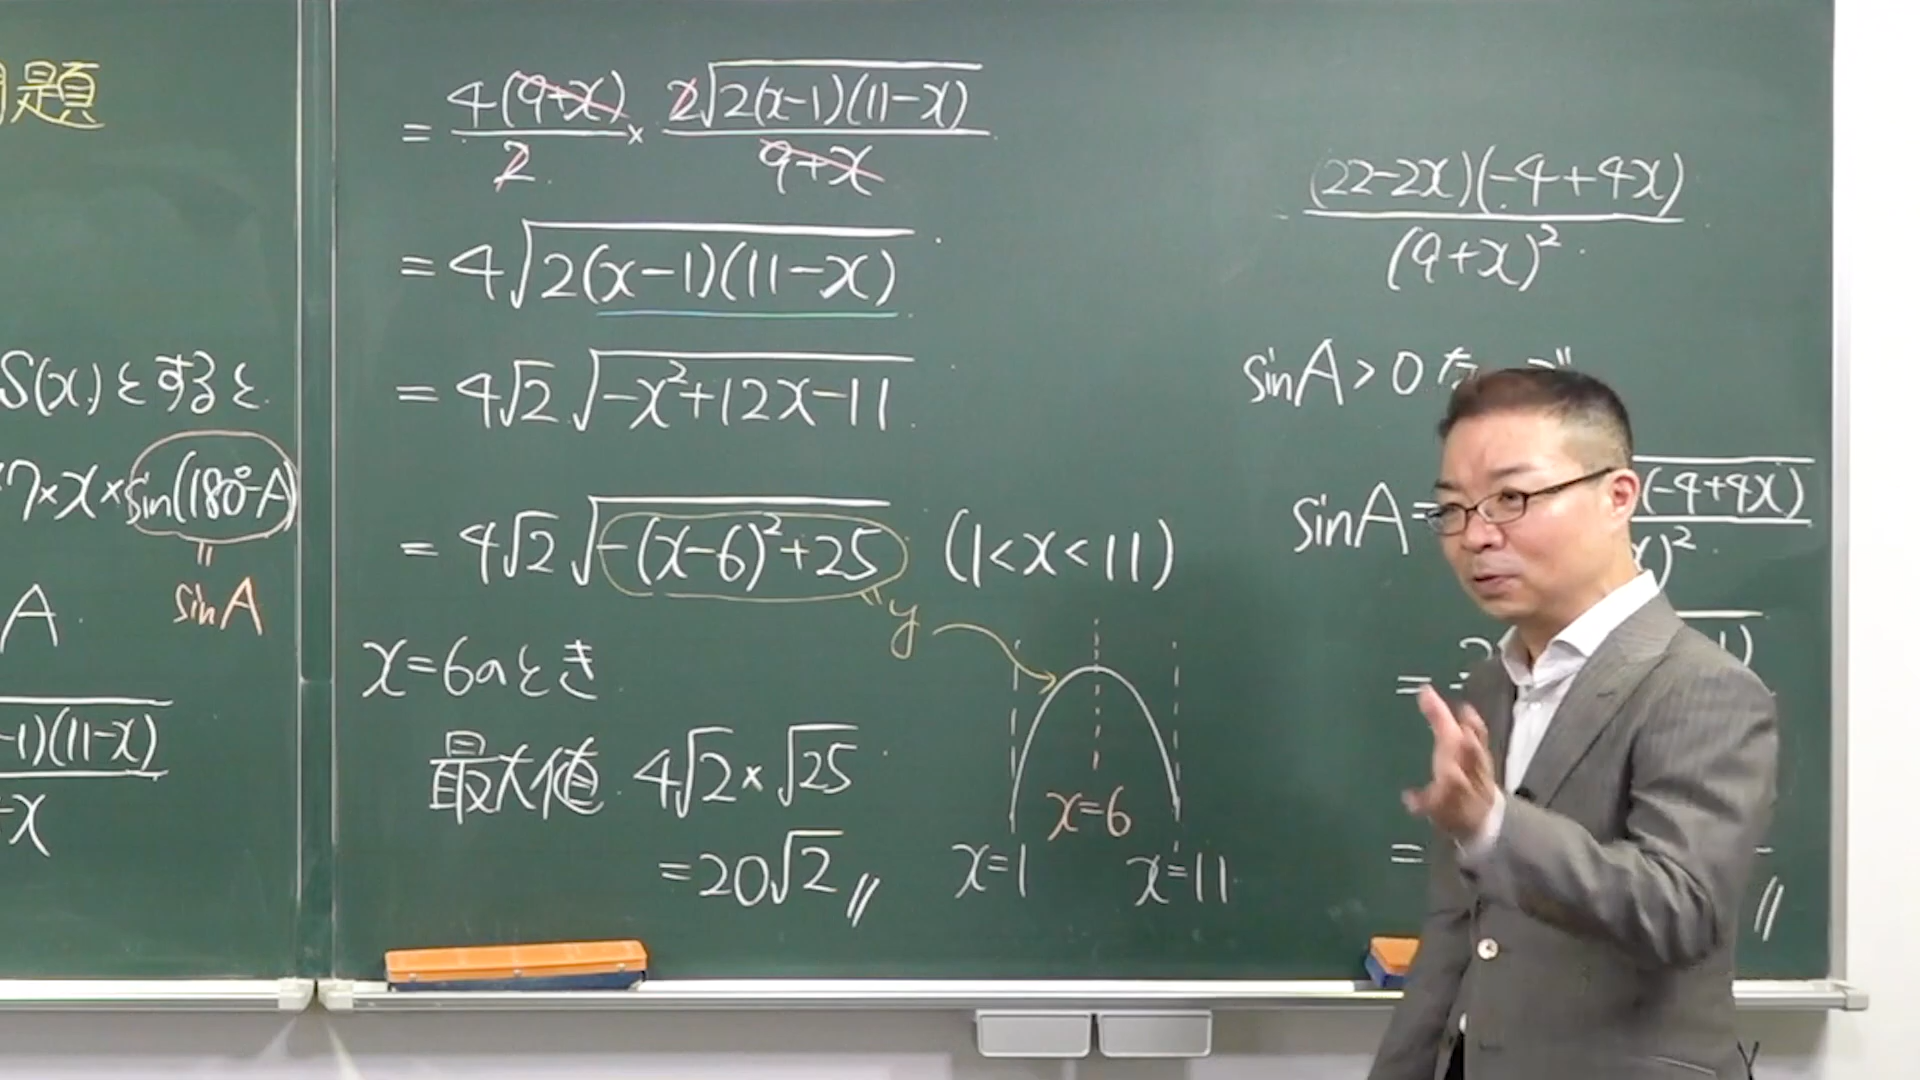 題
S(x)とすると
7×x×sin(180°-A)
"
sin A
A
-1)(11-x)
x
= 4(9+x)/2 × 2√2(x-1)(11-x)/9+x
= 4√2(x-1)(11-x)
= 4√2 √-x²+12x-11
= 4√2 √-(x-6)²+25 (1<x<11)
" y
x=6のとき
最大値 4√2×√25
=20√2 //
x=6
x=1 x=11
(22-2x)(-4+4x)/(9+x)²
sinA>0
sinA= (-4+4x)
x)²
=
=
//